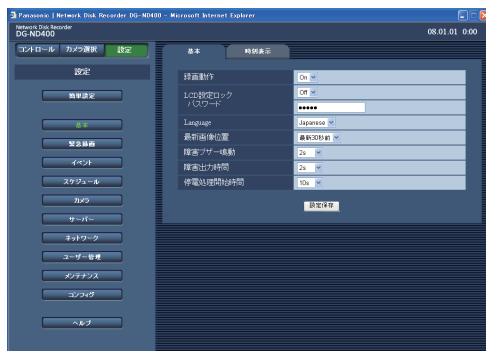 Panasonic | Network Disk Recorder DG-ND400 - Microsoft Internet Explorer
Network Disk Recorder
DG-ND400
08.01.01 0:00
コントロール カメラ選択 設定
設定
簡単設定
基本
緊急録画
イベント
スケジュール
カメラ
サーバー
ネットワーク
ユーザー管理
メンテナンス
コンフィグ
ヘルプ
基本 時刻表示
録画動作 On
LCD設定ロック Off
パスワード •••••
Language Japanese
最新画像位置 最新30秒前
障害ブザー鳴動 2s
障害出力時間 2s
停電処理開始時間 10s
設定保存